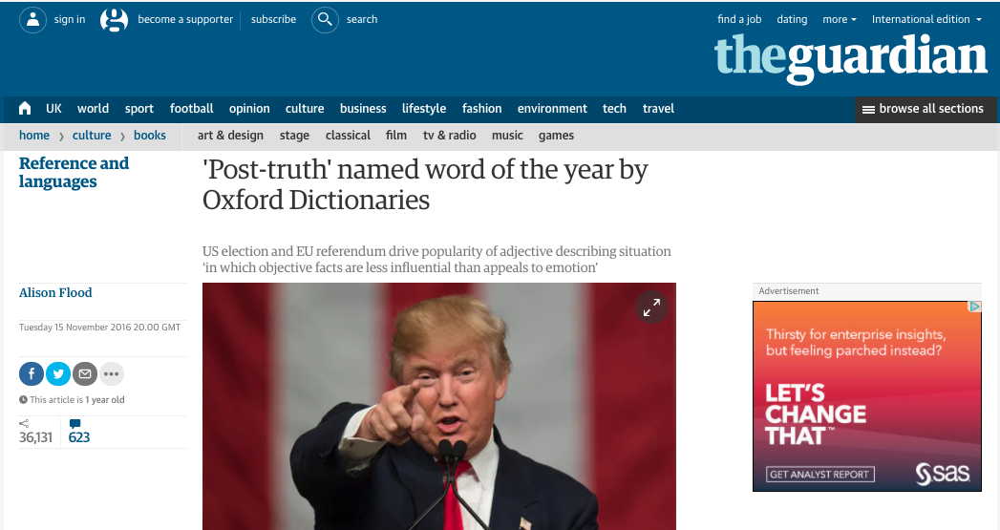 sign in
become a supporter
subscribe
search
find a job
dating
more
International edition
theguardian
UK
world
sport
football
opinion
culture
business
lifestyle
fashion
environment
tech
travel
browse all sections
home
culture
books
art & design
stage
classical
film
tv & radio
music
games
Reference and
languages
'Post-truth' named word of the year by
Oxford Dictionaries
US election and EU referendum drive popularity of adjective describing situation
‘in which objective facts are less influential than appeals to emotion’
Alison Flood
Tuesday 15 November 2016 20.00 GMT
This article is 1 year old
36,131
623
Advertisement
Thirsty for enterprise insights,
but feeling parched instead?
LET'S
CHANGE
THAT™
GET ANALYST REPORT
sas